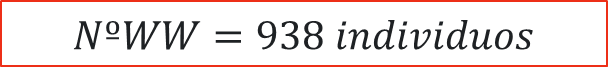 NºWW = 938 individuos